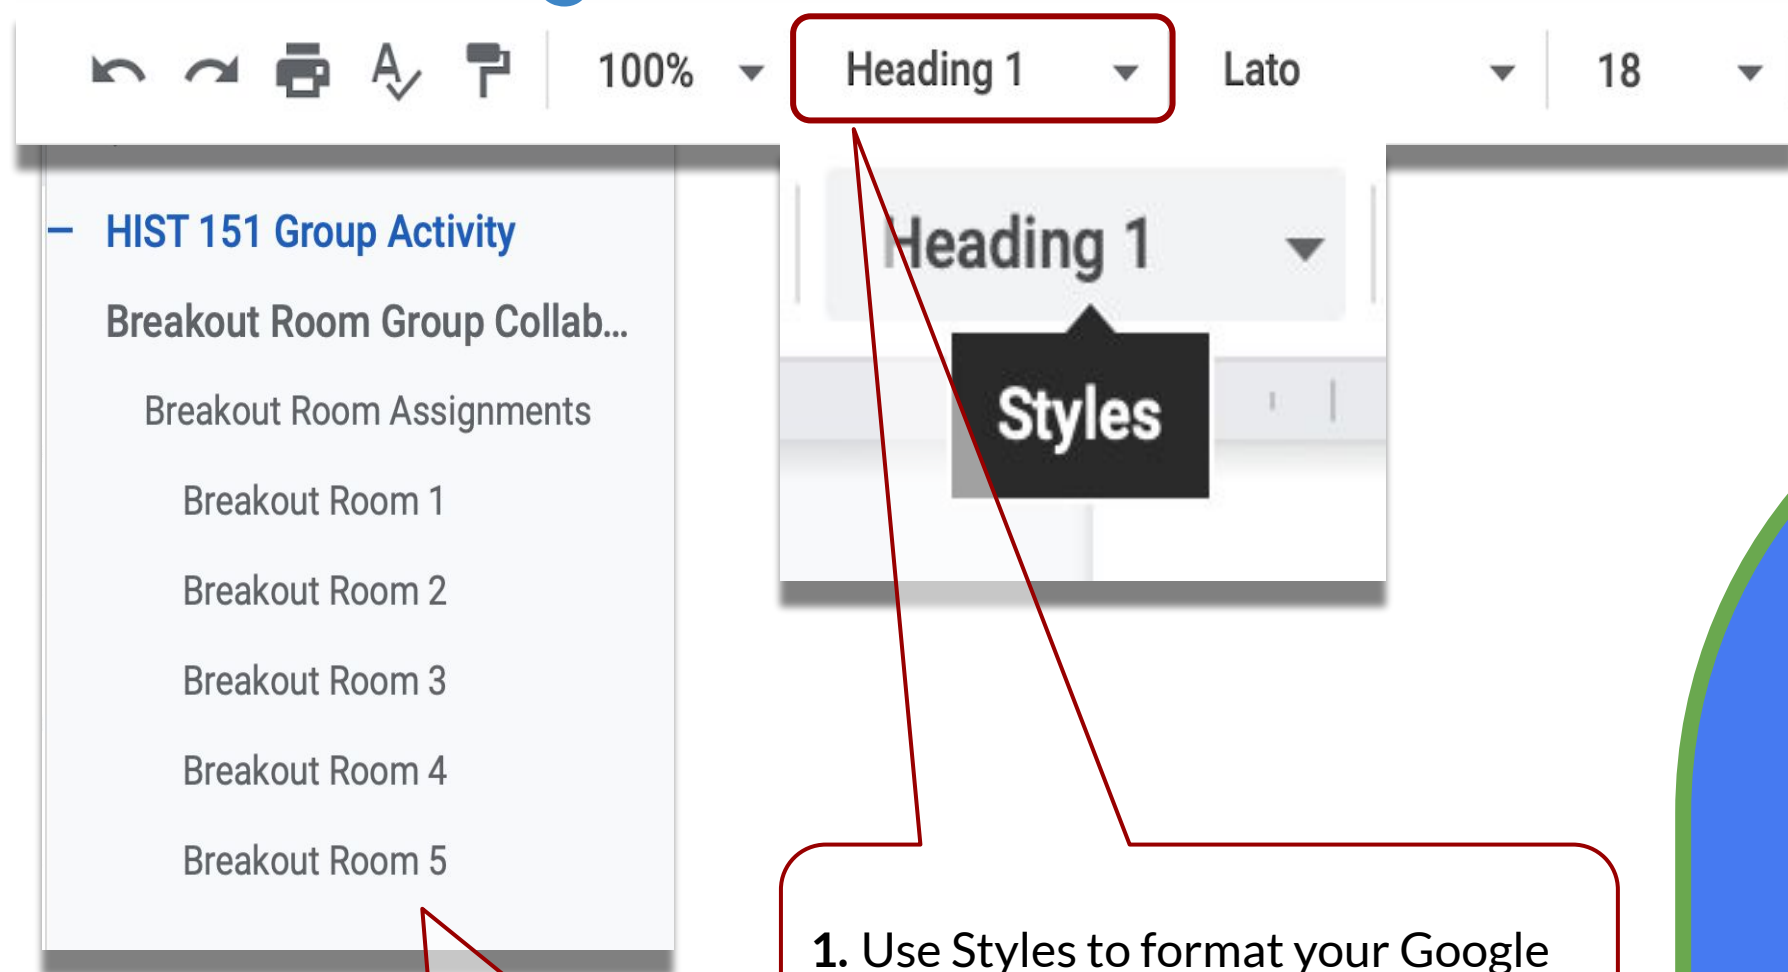 100%
Heading 1
Lato
18
HIST 151 Group Activity
Breakout Room Group Collab...
Breakout Room Assignments
Breakout Room 1
Breakout Room 2
Breakout Room 3
Breakout Room 4
Breakout Room 5
Heading 1
Styles
1. Use Styles to format your Google